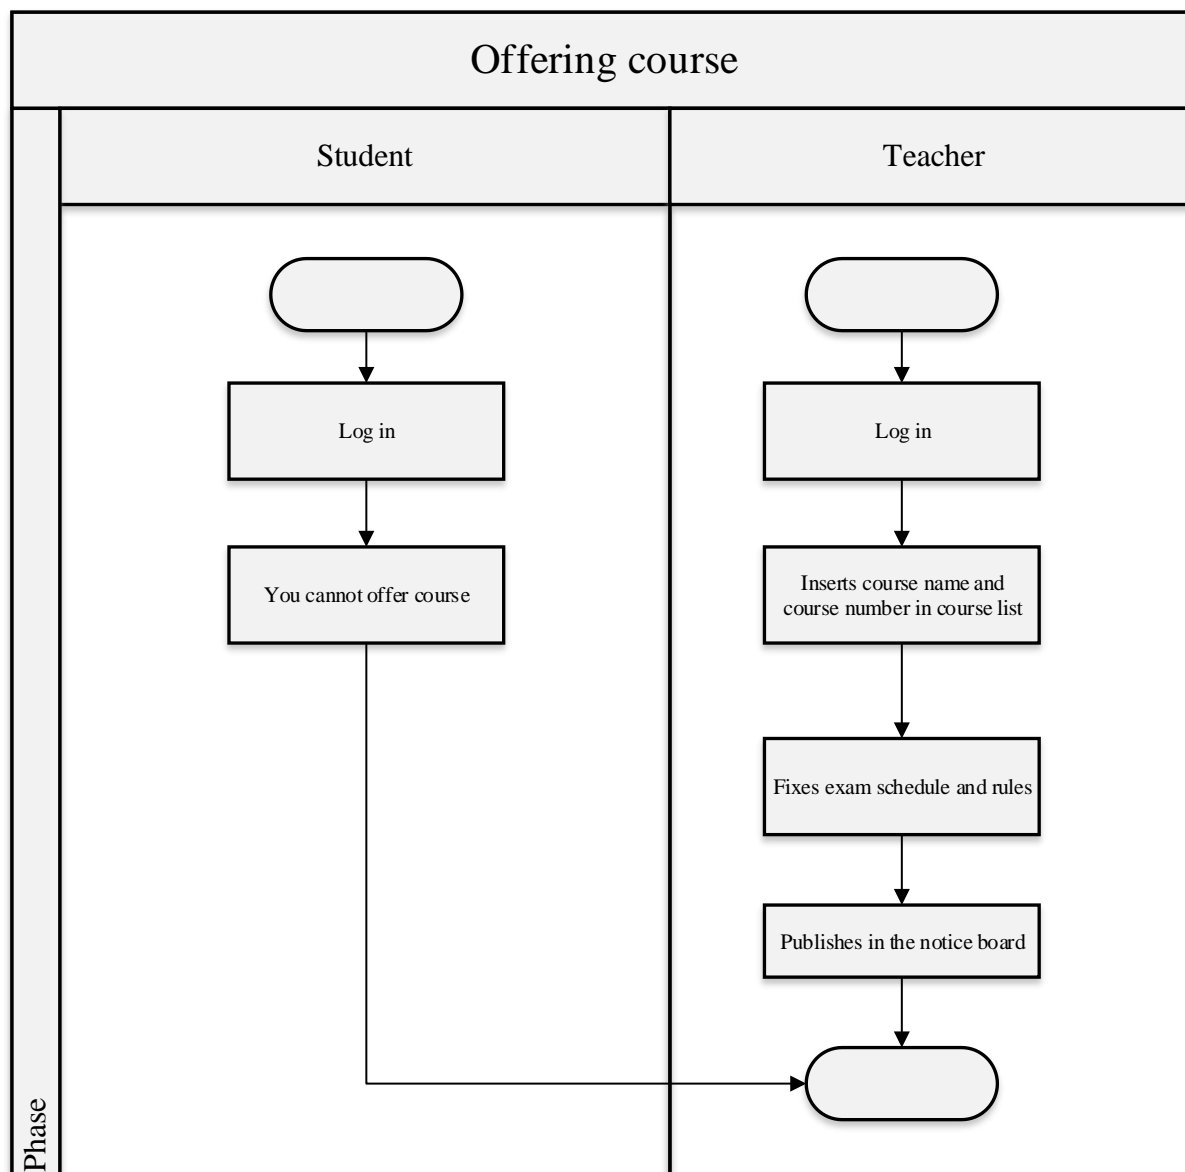 Offering course
Student
Teacher
Log in
Log in
You cannot offer course
Inserts course name and
course number in course list
Fixes exam schedule and rules
Publishes in the notice board
Phase